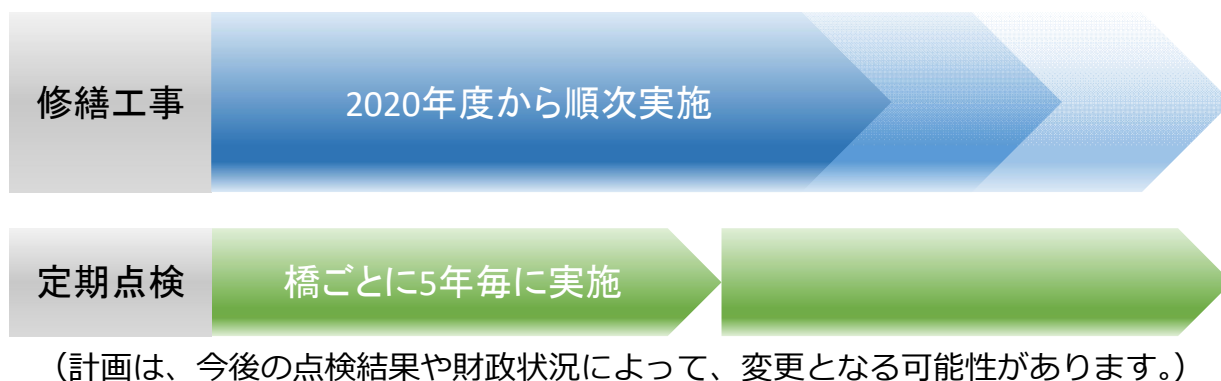 修繕工事
2020年度から順次実施
定期点検
橋ごとに5年毎に実施
（計画は、今後の点検結果や財政状況によって、変更となる可能性があります。）